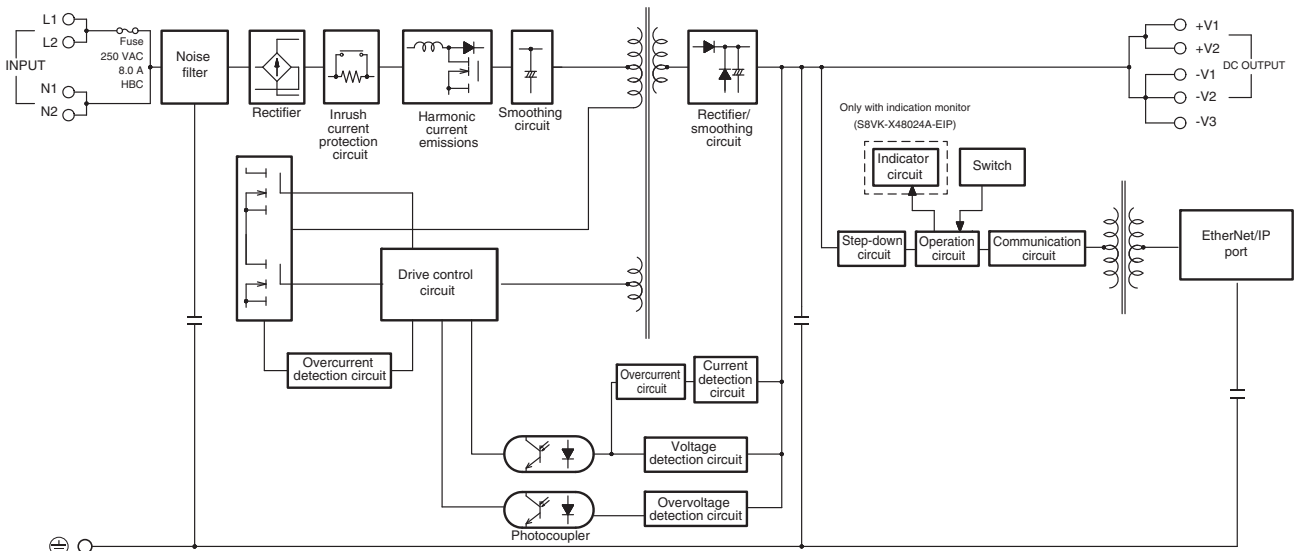 L1
L2
INPUT
N1
N2
Fuse
250 VAC
8.0 A
HBC
Noise
filter
Rectifier
Inrush
current
protection
circuit
Harmonic
current
emissions
Smoothing
circuit
Rectifier/
smoothing
circuit
+V1
+V2
DC OUTPUT
-V1
-V2
-V3
Only with indication monitor
(S8VK-X48024A-EIP)
Indicator
circuit
Switch
Step-down
circuit
Operation
circuit
Communication
circuit
EtherNet/IP
port
Drive control
circuit
Overcurrent
detection circuit
Overcurrent
circuit
Current
detection
circuit
Voltage
detection circuit
Overvoltage
detection circuit
Photocoupler